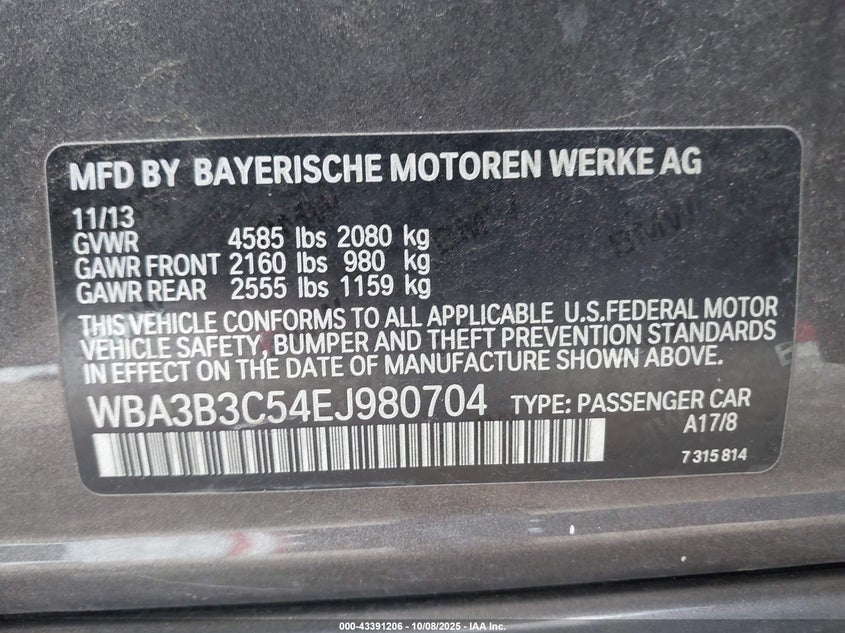 MFD BY BAYERISCHE MOTOREN WERKE AG
11/13
GVWR 4585 lbs 2080 kg
GAWR FRONT 2160 lbs 980 kg
GAWR REAR 2555 lbs 1159 kg
THIS VEHICLE CONFORMS TO ALL APPLICABLE U.S.FEDERAL MOTOR
VEHICLE SAFETY, BUMPER AND THEFT PREVENTION STANDARDS
IN EFFECT ON THE DATE OF MANUFACTURE SHOWN ABOVE.
WBA3B3C54EJ980704 TYPE: PASSENGER CAR
A17/8
7 315 814
000-43391206 - 10/08/2025 - IAA Inc.